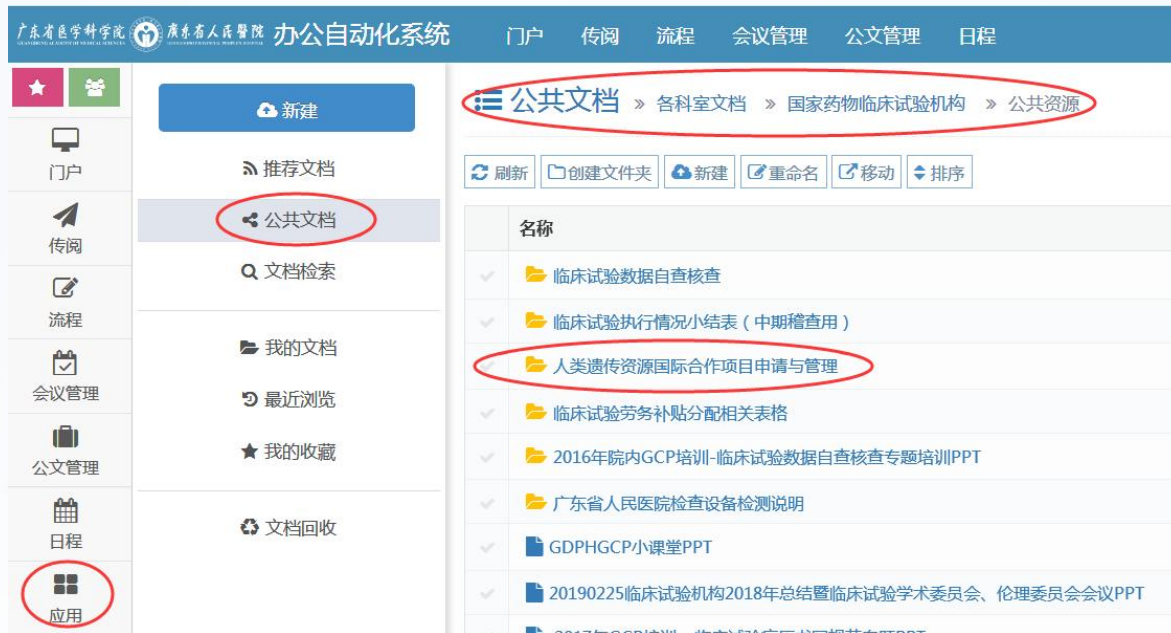 广东省医学科学院 廣東省人民醫院 办公自动化系统 门户 传阅 流程 会议管理 公文管理 日程
门户
传阅
流程
会议管理
公文管理
日程
应用
新建
推荐文档
公共文档
文档检索
我的文档
最近浏览
我的收藏
文档回收
公共文档 » 各科室文档 » 国家药物临床试验机构 » 公共资源
刷新 创建文件夹 新建 重命名 移动 排序
名称
临床试验数据自查核查
临床试验执行情况小结表（中期稽查用）
人类遗传资源国际合作项目申请与管理
临床试验劳务补贴分配相关表格
2016年院内GCP培训-临床试验数据自查核查专题培训PPT
广东省人民医院检查设备检测说明
GDPHGCP小课堂PPT
20190225临床试验机构2018年总结暨临床试验学术委员会、伦理委员会会议PPT